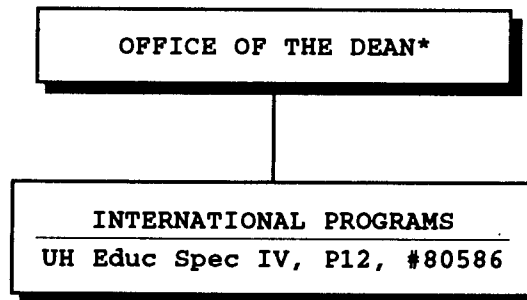 OFFICE OF THE DEAN*
INTERNATIONAL PROGRAMS
UH Educ Spec IV, P12, #80586